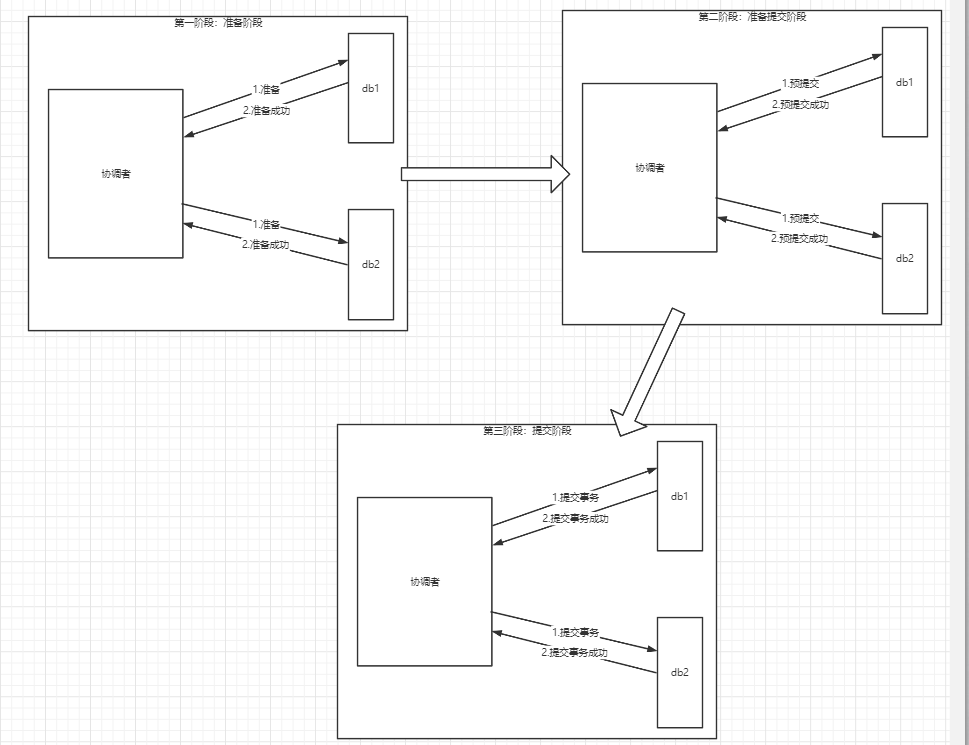 第一阶段：准备阶段
1.准备
db1
2.准备成功
协调者
1.准备
2.准备成功
db2
第二阶段：准备提交阶段
1.预提交
db1
2.预提交成功
协调者
1.预提交
2.预提交成功
db2
第三阶段：提交阶段
1.提交事务
db1
2.提交事务成功
协调者
1.提交事务
2.提交事务成功
db2